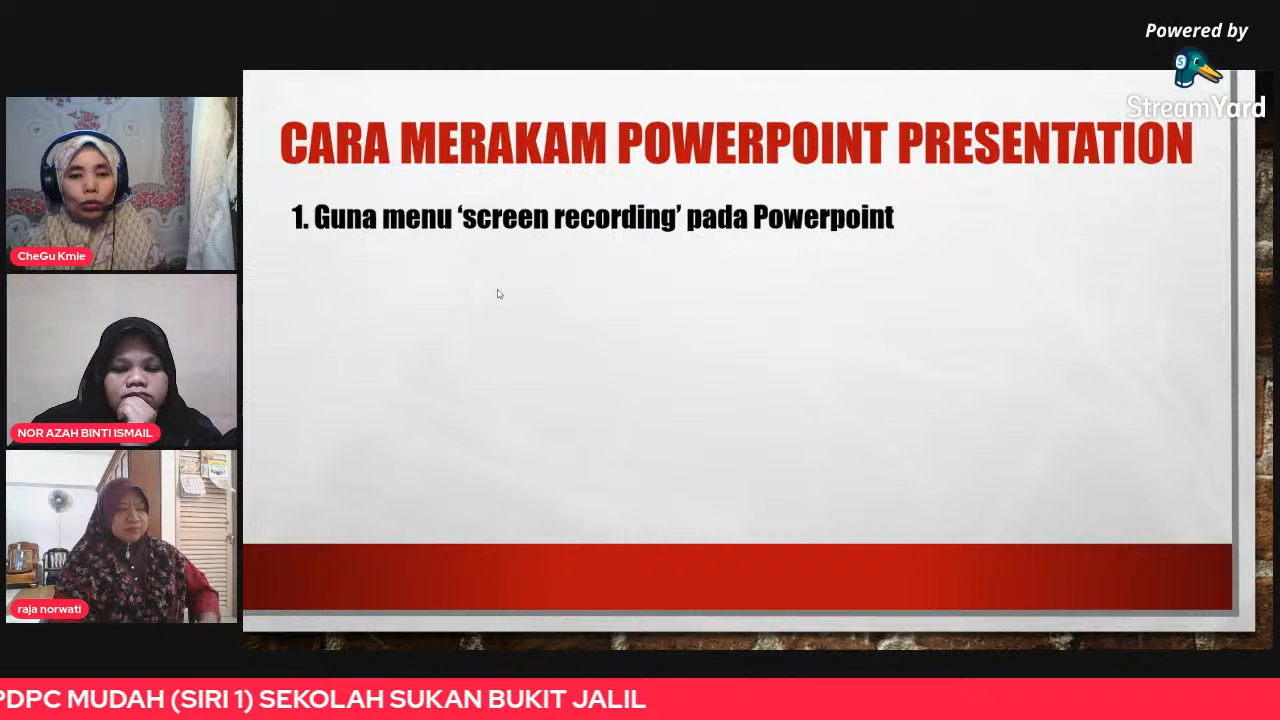 Powered by
StreamYard
CARA MERAKAM POWERPOINT PRESENTATION
1. Guna menu ‘screen recording’ pada Powerpoint
CheGu Kmie
NOR AZAH BINTI ISMAIL
raja norwati
PDPC MUDAH (SIRI 1) SEKOLAH SUKAN BUKIT JALIL